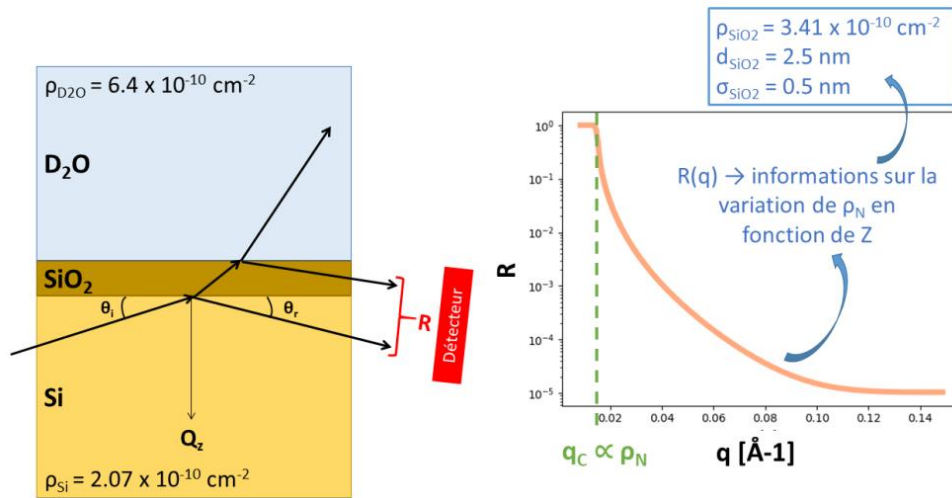 ρD2O = 6.4 x 10⁻¹⁰ cm⁻²
D₂O
SiO₂
θi
θr
R
Détecteur
Si
Qz
ρSi = 2.07 x 10⁻¹⁰ cm⁻²
ρSiO2 = 3.41 x 10⁻¹⁰ cm⁻²
dSiO2 = 2.5 nm
σSiO2 = 0.5 nm
R(q) → informations sur la
variation de ρN en
fonction de Z
R
10⁰
10⁻¹
10⁻²
10⁻³
10⁻⁴
10⁻⁵
0.02
0.04
0.06
0.08
0.10
0.12
0.14
qC ∝ ρN
q [Å-1]